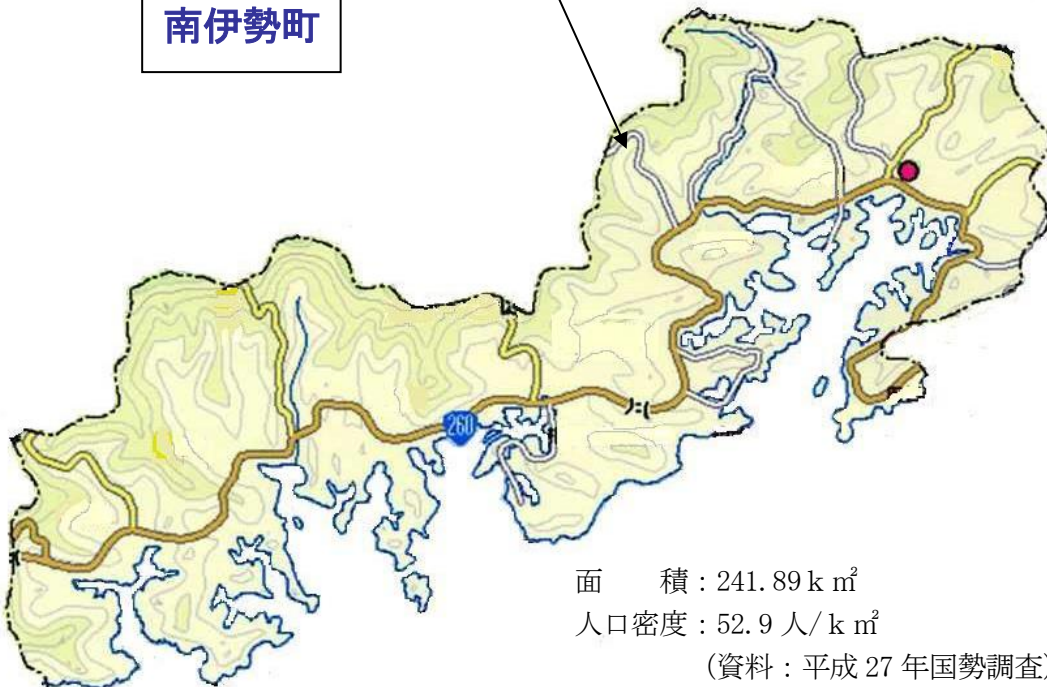 南伊勢町
260
面　　積：241.89ｋ㎡
人口密度：52.9 人/ｋ㎡
(資料：平成 27 年国勢調査)